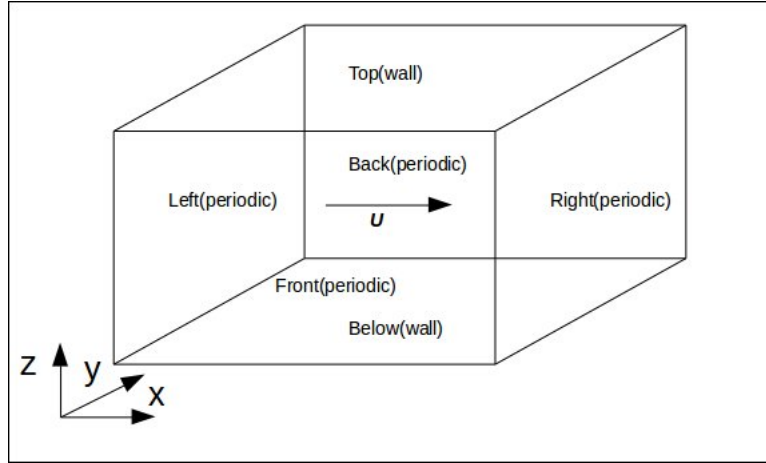 Top(wall)
Back(periodic)
Left(periodic)
Right(periodic)
U
Front(periodic)
Below(wall)
z
y
x